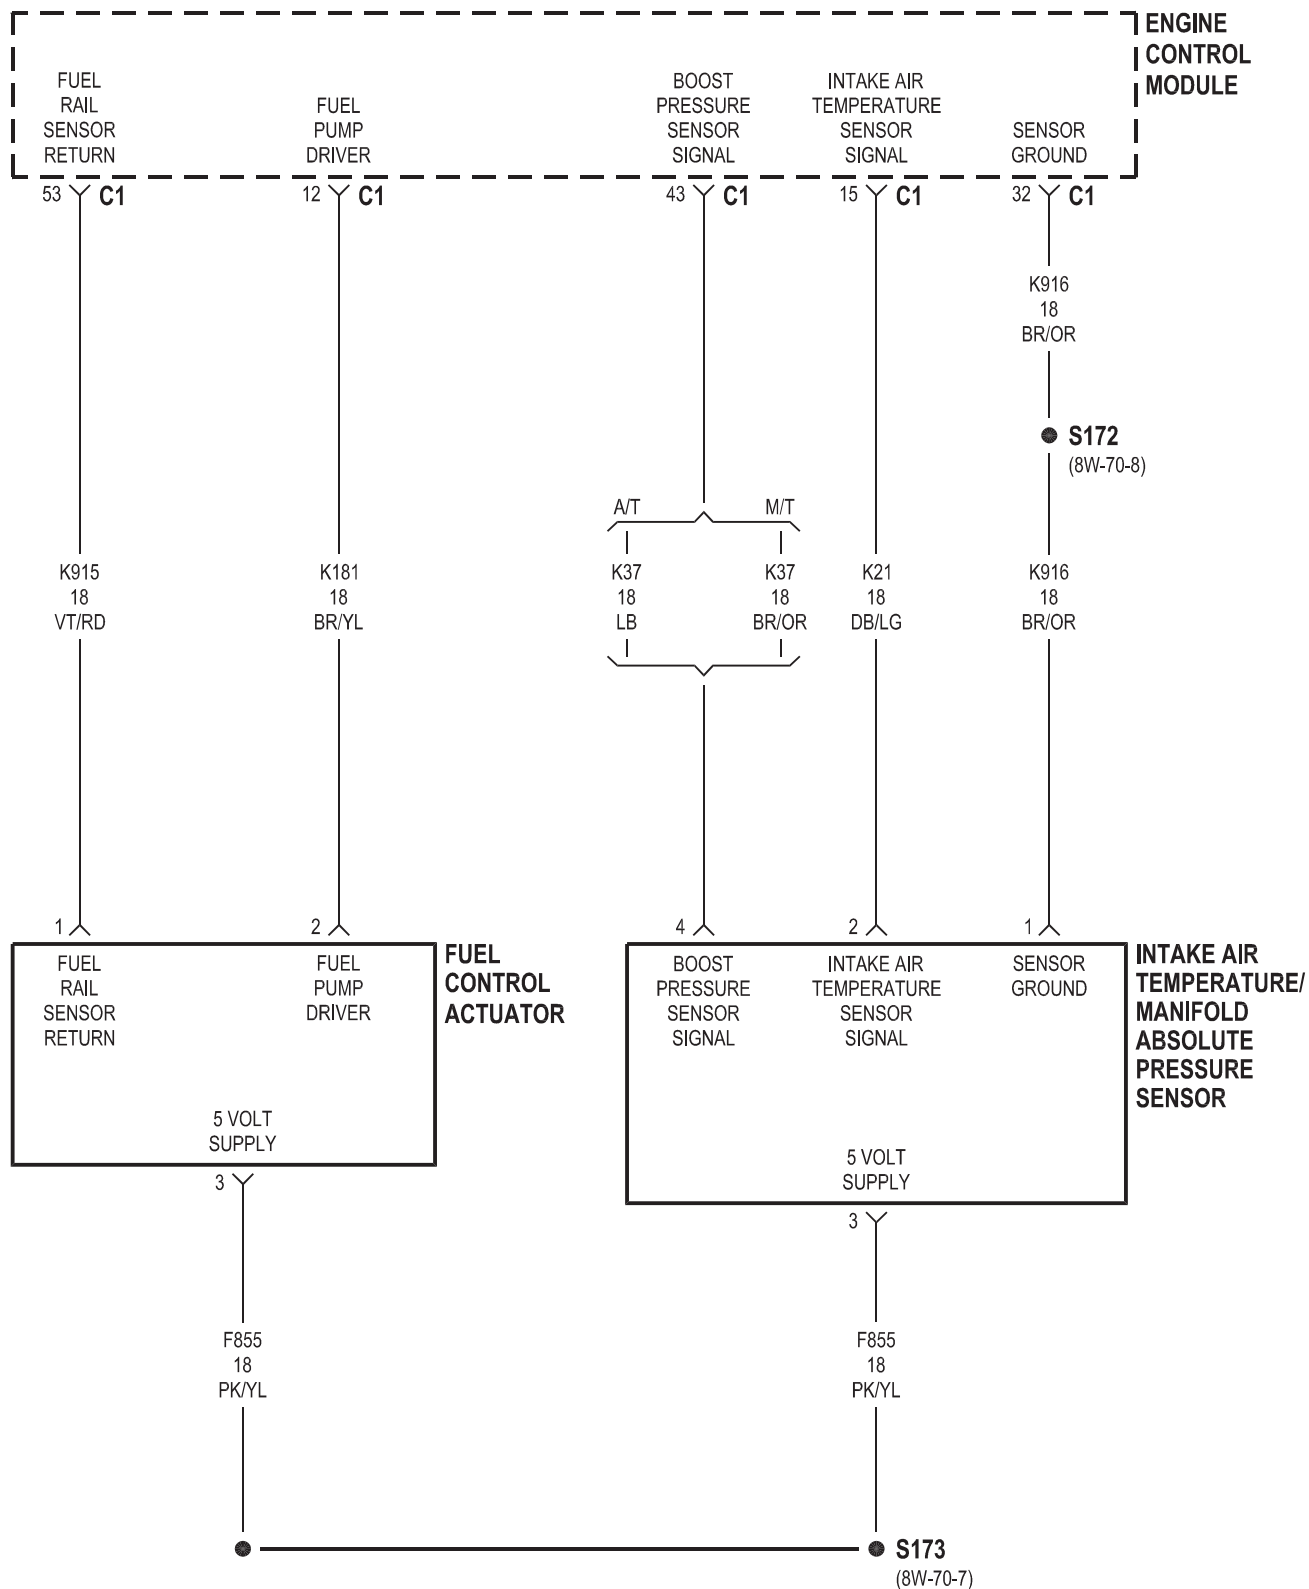 ENGINE
CONTROL
MODULE
FUEL
RAIL
SENSOR
RETURN
FUEL
PUMP
DRIVER
BOOST
PRESSURE
SENSOR
SIGNAL
INTAKE AIR
TEMPERATURE
SENSOR
SIGNAL
SENSOR
GROUND
53 C1
12 C1
43 C1
15 C1
32 C1
K916
18
BR/OR
S172
(8W-70-8)
A/T
M/T
K915
18
VT/RD
K181
18
BR/YL
K37
18
LB
K37
18
BR/OR
K21
18
DB/LG
K916
18
BR/OR
1
2
4
2
1
FUEL
RAIL
SENSOR
RETURN
FUEL
PUMP
DRIVER
5 VOLT
SUPPLY
FUEL
CONTROL
ACTUATOR
BOOST
PRESSURE
SENSOR
SIGNAL
INTAKE AIR
TEMPERATURE
SENSOR
SIGNAL
SENSOR
GROUND
5 VOLT
SUPPLY
INTAKE AIR
TEMPERATURE/
MANIFOLD
ABSOLUTE
PRESSURE
SENSOR
3
3
F855
18
PK/YL
F855
18
PK/YL
S173
(8W-70-7)